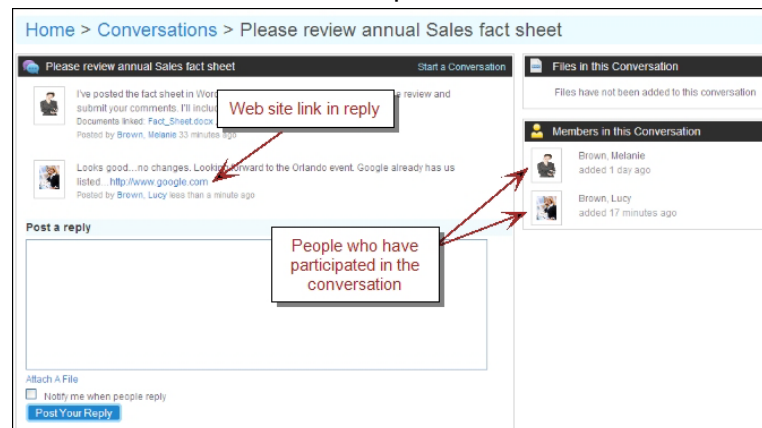 Home > Conversations > Please review annual Sales fact sheet
Please review annual Sales fact sheet
Start a Conversation
I've posted the fact sheet in Wor
e review and
submit your comments. I'll inclu
Documents linked: Fact_Sheet.docx
Posted by Brown, Melanie 33 minutes ago
Web site link in reply
Looks good...no changes. Looking forward to the Orlando event. Google already has us
listed...http://www.google.com
Posted by Brown, Lucy less than a minute ago
Post a reply
People who have
participated in the
conversation
Attach A File
Notify me when people reply
Post Your Reply
Files in this Conversation
Files have not been added to this conversation
Members in this Conversation
Brown, Melanie
added 1 day ago
Brown, Lucy
added 17 minutes ago